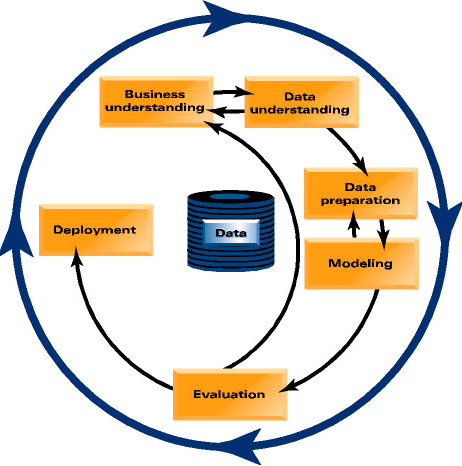 Business
understanding
Data
understanding
Data
preparation
Deployment
Data
Modeling
Evaluation